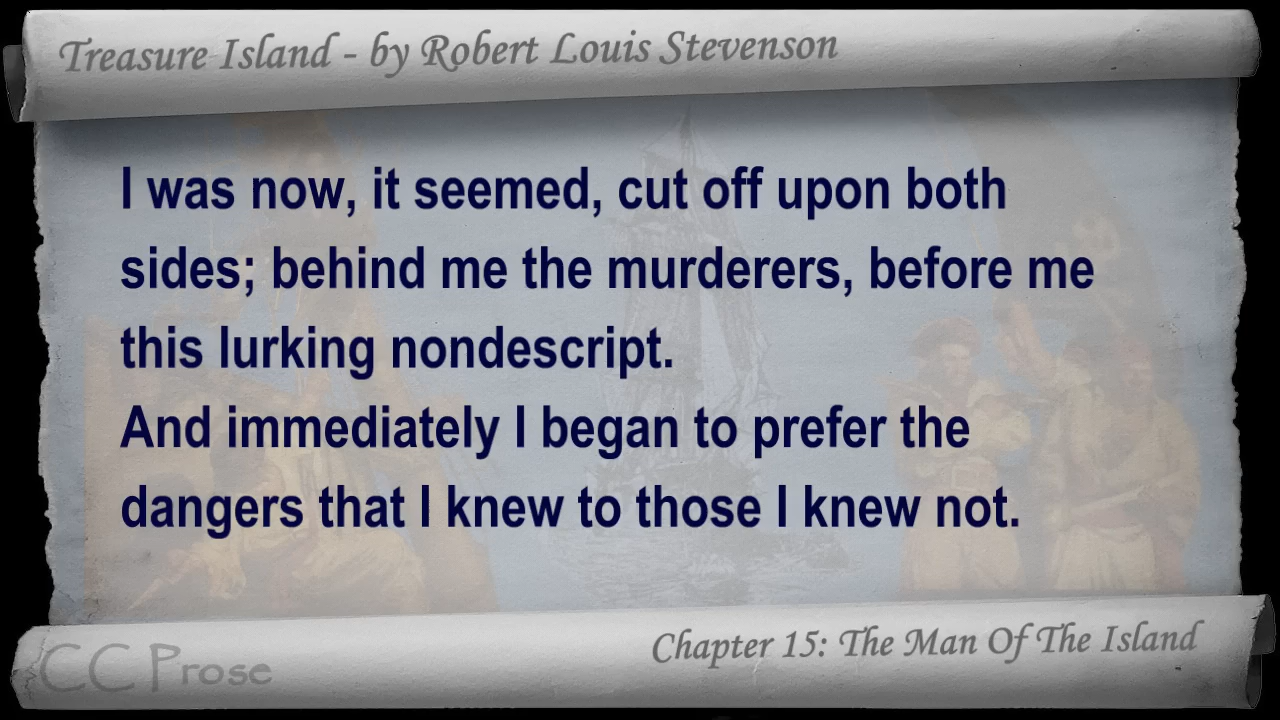 Treasure Island - by Robert Louis Stevenson
I was now, it seemed, cut off upon both
sides; behind me the murderers, before me
this lurking nondescript.
And immediately I began to prefer the
dangers that I knew to those I knew not.
Chapter 15: The Man Of The Island
CC Prose